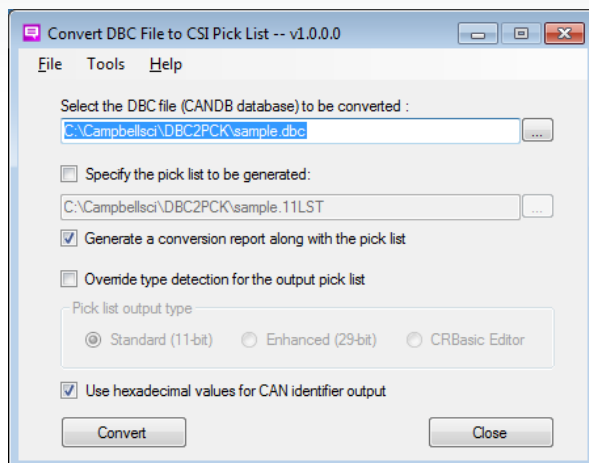 Convert DBC File to CSI Pick List -- v1.0.0.0
File Tools Help
Select the DBC file (CANDB database) to be converted :
C:\Campbellsci\DBC2PCK\sample.dbc ...
Specify the pick list to be generated:
C:\Campbellsci\DBC2PCK\sample.11LST ...
Generate a conversion report along with the pick list
Override type detection for the output pick list
Pick list output type
Standard (11-bit) Enhanced (29-bit) CRBasic Editor
Use hexadecimal values for CAN identifier output
Convert Close